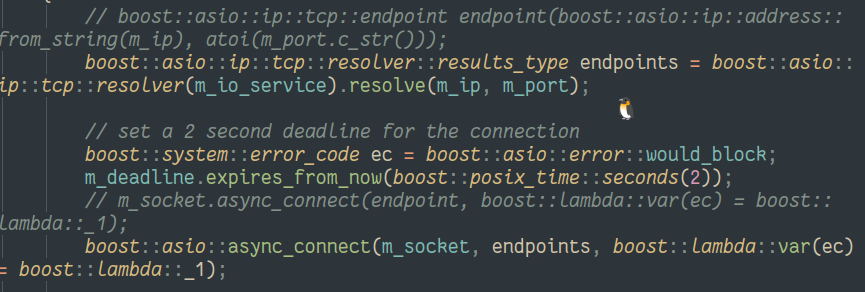 // boost::asio::ip::tcp::endpoint endpoint(boost::asio::ip::address::
from_string(m_ip), atoi(m_port.c_str()));
boost::asio::ip::tcp::resolver::results_type endpoints = boost::asio::
ip::tcp::resolver(m_io_service).resolve(m_ip, m_port);
// set a 2 second deadline for the connection
boost::system::error_code ec = boost::asio::error::would_block;
m_deadline.expires_from_now(boost::posix_time::seconds(2));
// m_socket.async_connect(endpoint, boost::lambda::var(ec) = boost::
lambda::_1);
boost::asio::async_connect(m_socket, endpoints, boost::lambda::var(ec)
= boost::lambda::_1);